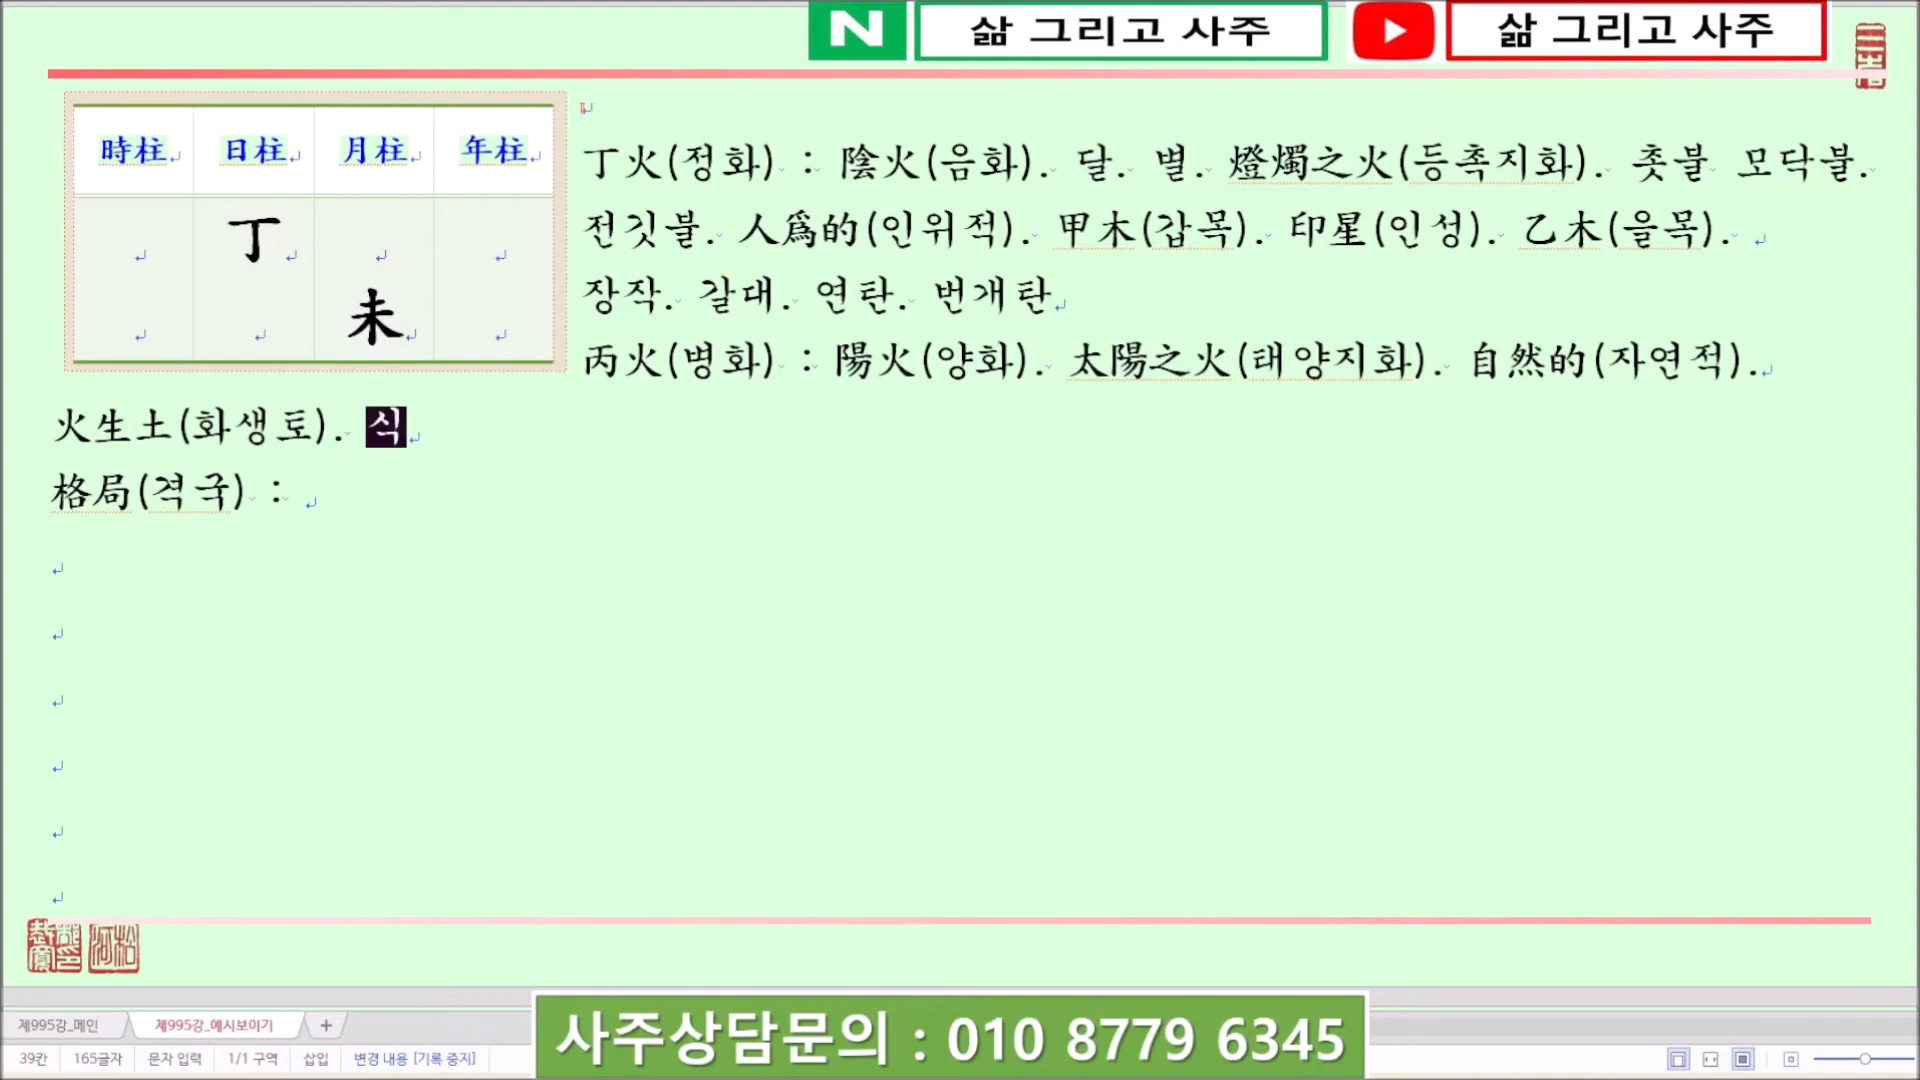 N 삶 그리고 사주 삶 그리고 사주
時柱 日柱 月柱 年柱
丁
未
丁火(정화) : 陰火(음화). 달. 별. 燈燭之火(등촉지화). 촛불 모닥불.
전깃불. 人爲的(인위적). 甲木(갑목). 印星(인성). 乙木(을목).
장작. 갈대. 연탄. 번개탄
丙火(병화) : 陽火(양화). 太陽之火(태양지화). 自然的(자연적).
火生土(화생토). 식
格局(격국) :
제995강_메인 제995강_예시보이기 +
39칸 165글자 문자 입력 1/1 구역 삽입 변경 내용 [기록 중지]
사주상담문의 : 010 8779 6345